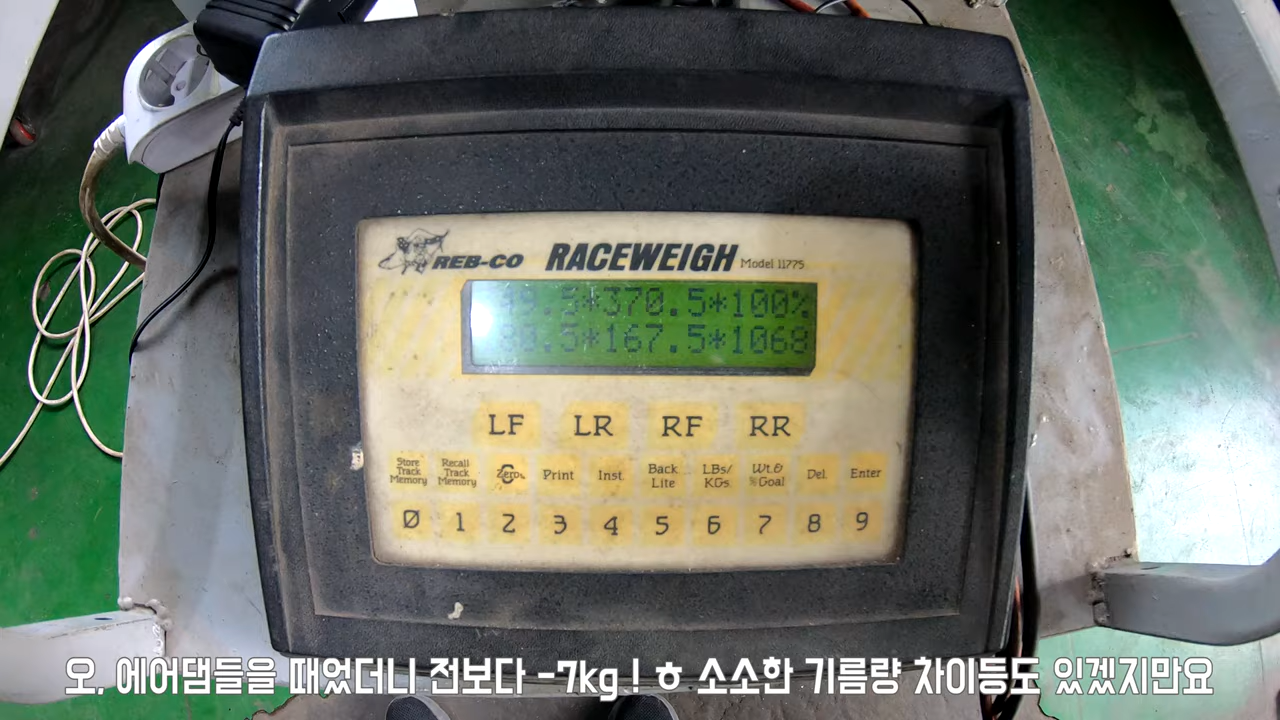 REB-CO RACEWEIGH Model 11775
49.5*370.5*100%
80.5*167.5*1068
LF LR RF RR
Store Track Memory
Recall Track Memory
Zero
Print
Inst.
Back Lite
LBs/ KGs
Wt.& %Goal
Del.
Enter
0 1 2 3 4 5 6 7 8 9
오, 에어댐들을 때었더니 전보다 -7kg ! ㅎ 소소한 기름량 차이등도 있겠지만요